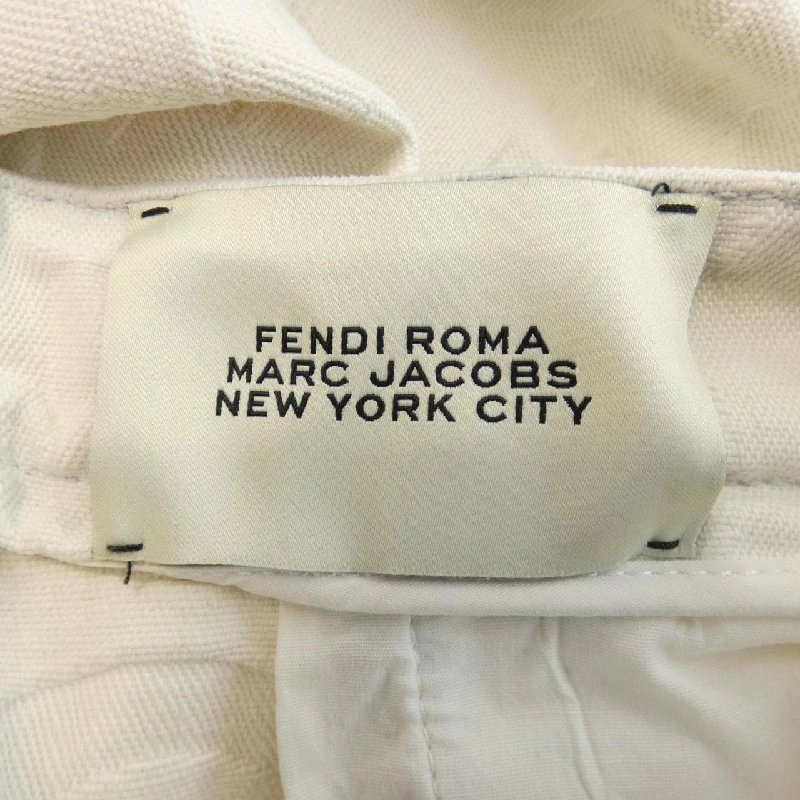 FENDI ROMA
MARC JACOBS
NEW YORK CITY